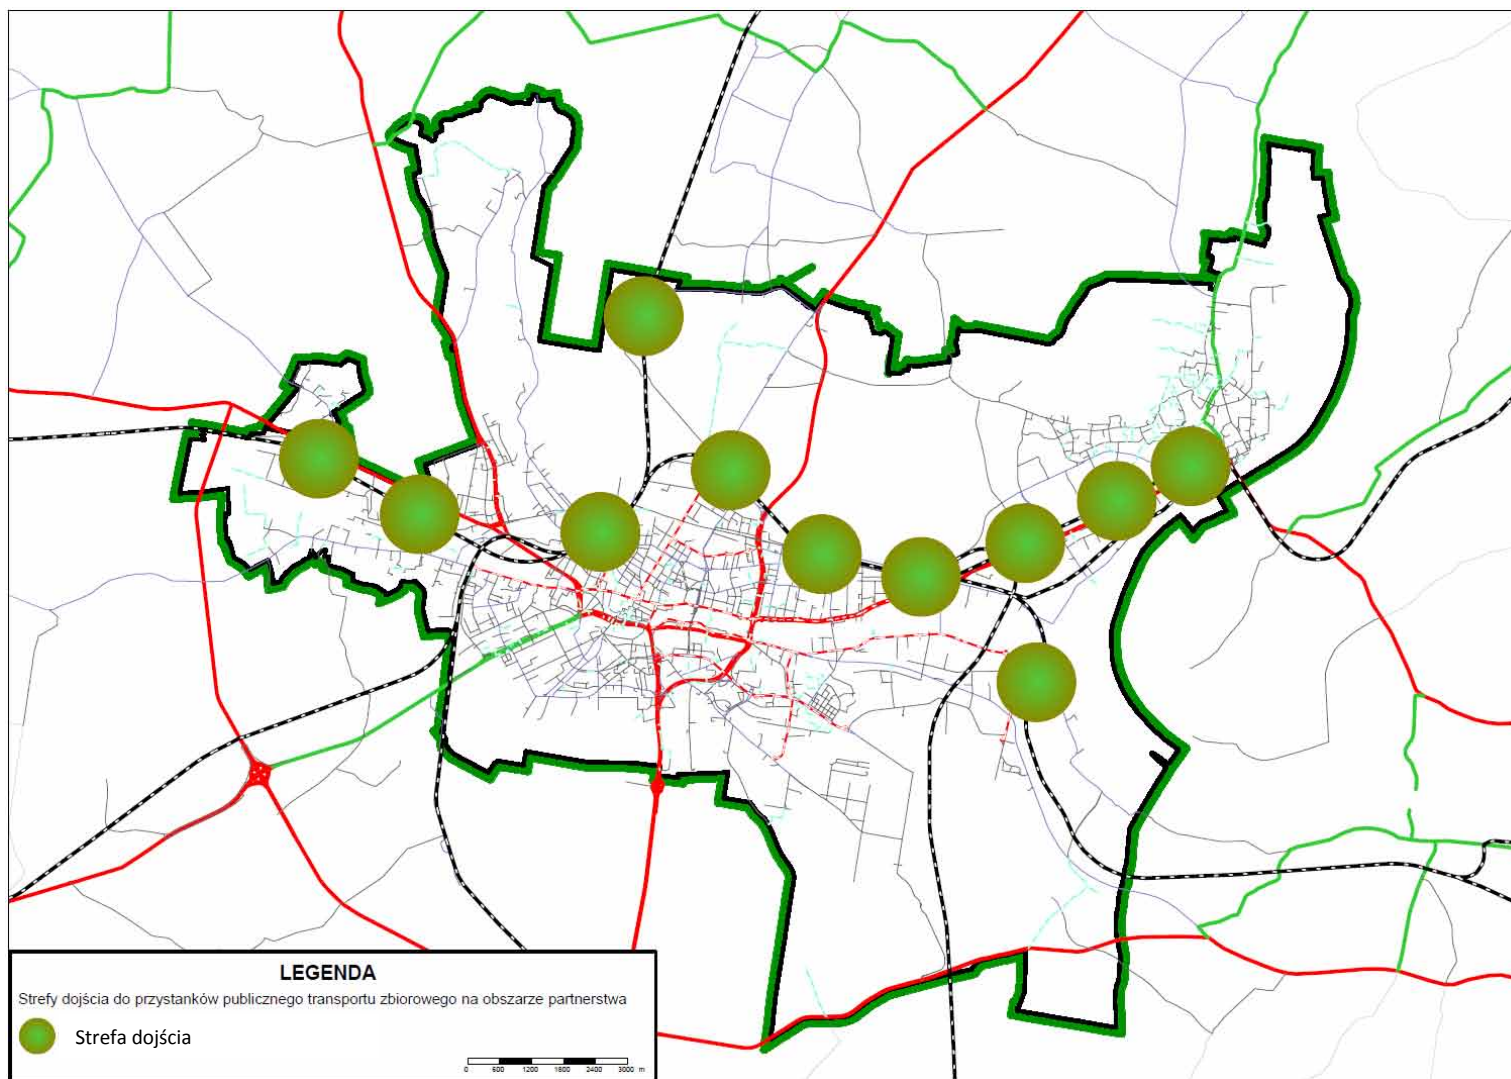 LEGENDA
Strefy dojścia do przystanków publicznego transportu zbiorowego na obszarze partnerstwa
Strefa dojścia
0 600 1200 1800 2400 3000 m